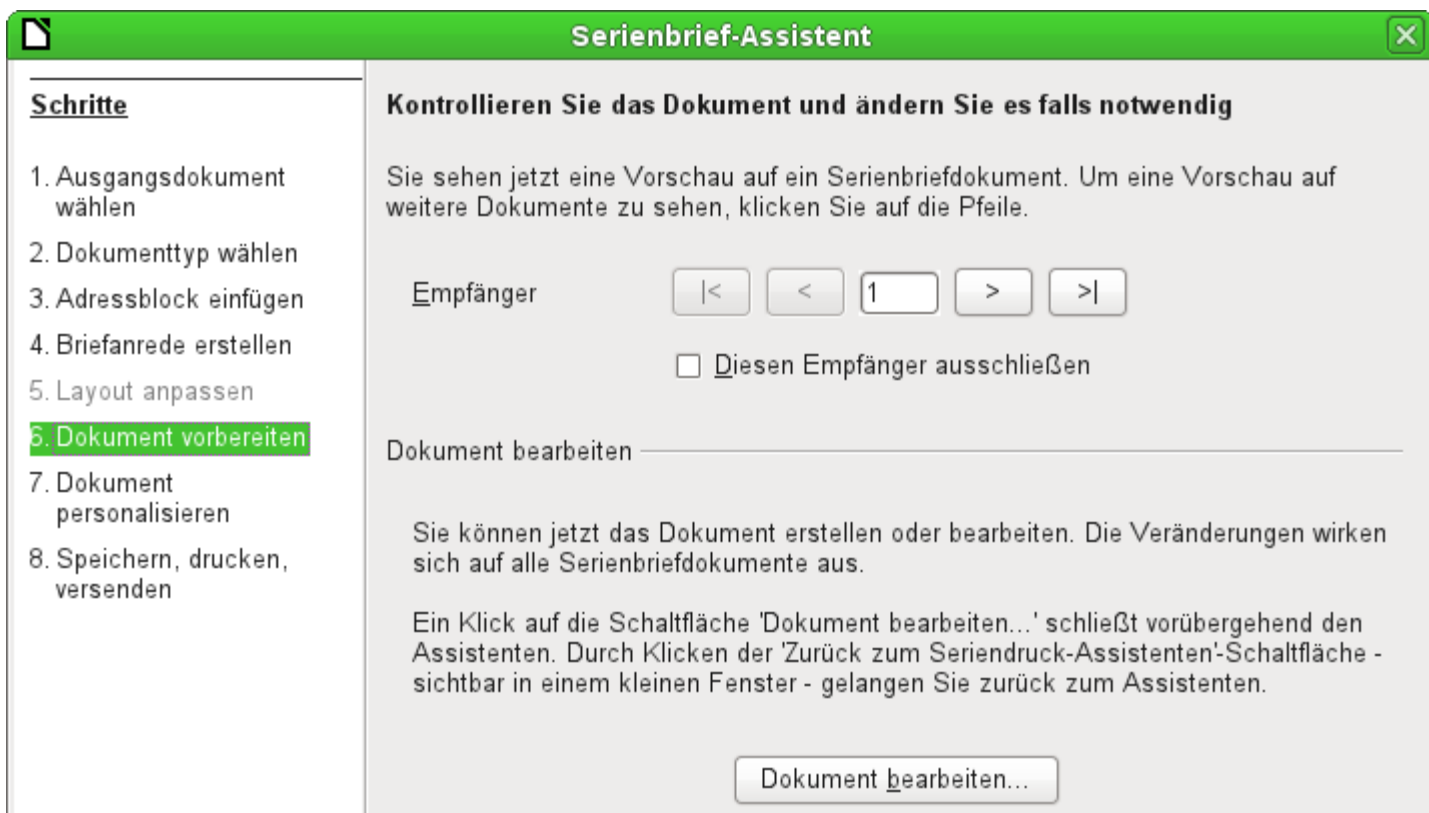 Serienbrief-Assistent
Schritte
1. Ausgangsdokument
wählen
2. Dokumenttyp wählen
3. Adressblock einfügen
4. Briefanrede erstellen
5. Layout anpassen
6. Dokument vorbereiten
7. Dokument
personalisieren
8. Speichern, drucken,
versenden
Kontrollieren Sie das Dokument und ändern Sie es falls notwendig
Sie sehen jetzt eine Vorschau auf ein Serienbriefdokument. Um eine Vorschau auf
weitere Dokumente zu sehen, klicken Sie auf die Pfeile.
Empfänger |< < 1 > >|
Diesen Empfänger ausschließen
Dokument bearbeiten
Sie können jetzt das Dokument erstellen oder bearbeiten. Die Veränderungen wirken
sich auf alle Serienbriefdokumente aus.
Ein Klick auf die Schaltfläche 'Dokument bearbeiten...' schließt vorübergehend den
Assistenten. Durch Klicken der 'Zurück zum Seriendruck-Assistenten'-Schaltfläche -
sichtbar in einem kleinen Fenster - gelangen Sie zurück zum Assistenten.
Dokument bearbeiten...